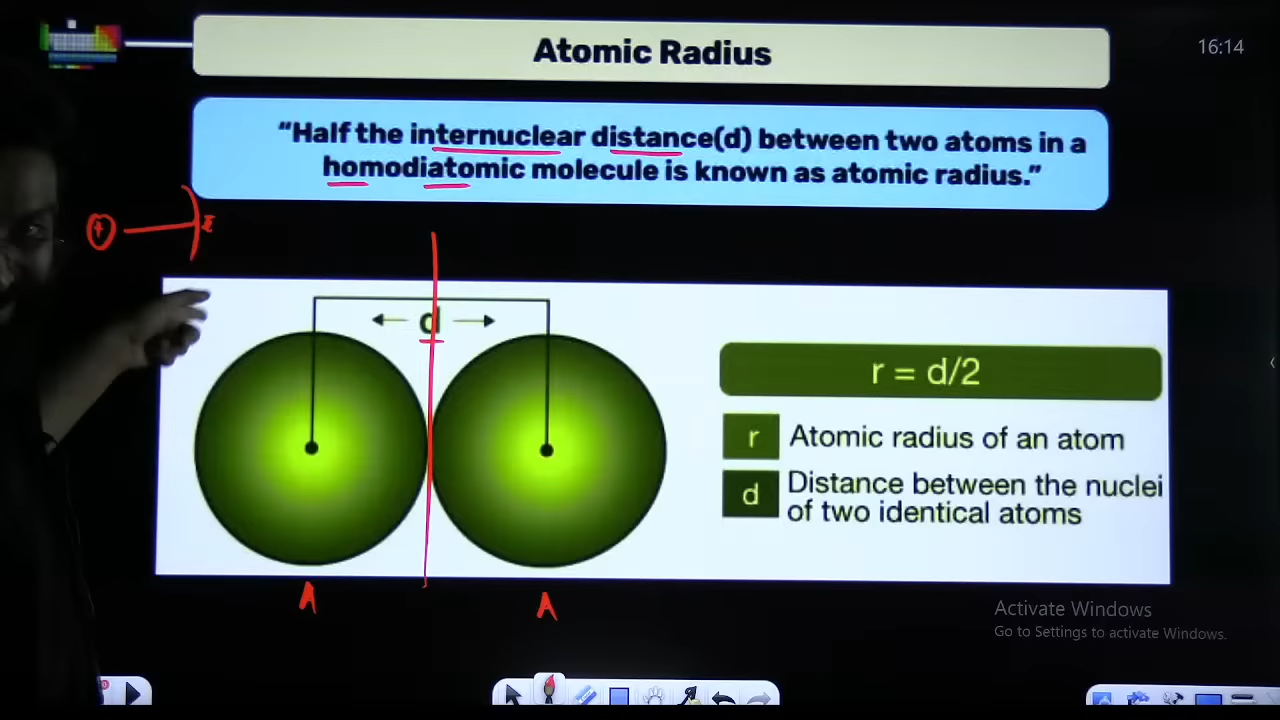 Atomic Radius
16:14
“Half the internuclear distance(d) between two atoms in a
homodiatomic molecule is known as atomic radius.”
+
d
r = d/2
r Atomic radius of an atom
d Distance between the nuclei
of two identical atoms
A A
Activate Windows
Go to Settings to activate Windows.